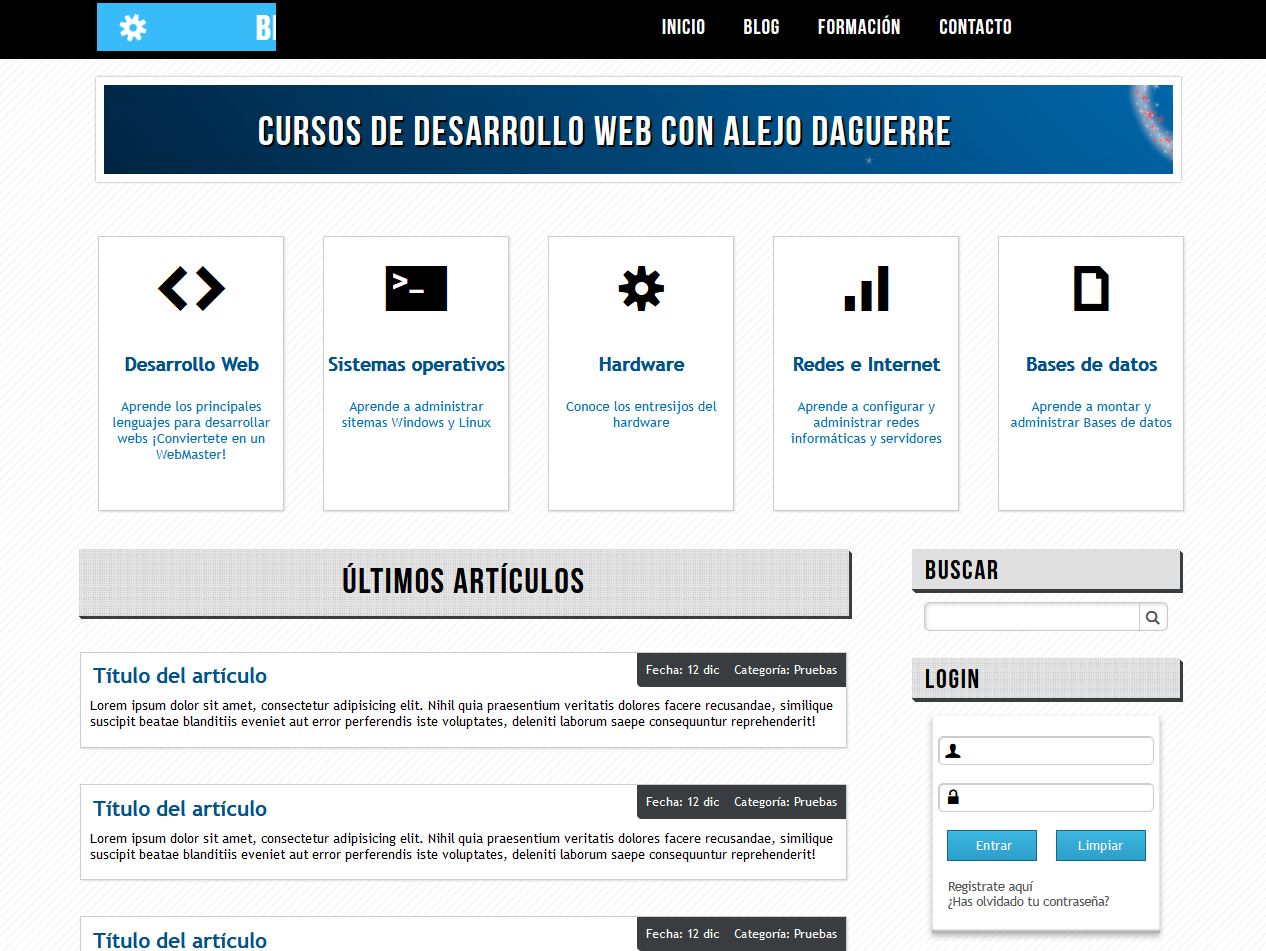 INICIO BLOG FORMACIÓN CONTACTO
CURSOS DE DESARROLLO WEB CON ALEJO DAGUERRE
>_
Desarrollo Web
Aprende los principales
lenguajes para desarrollar
webs ¡Conviertete en un
WebMaster!
Sistemas operativos
Aprende a administrar
sitemas Windows y Linux
Hardware
Conoce los entresijos del
hardware
Redes e Internet
Aprende a configurar y
administrar redes
informáticas y servidores
Bases de datos
Aprende a montar y
administrar Bases de datos
ÚLTIMOS ARTÍCULOS
Título del artículo
Fecha: 12 dic Categoría: Pruebas
Lorem ipsum dolor sit amet, consectetur adipisicing elit. Nihil quia praesentium veritatis dolores facere recusandae, similique
suscipit beatae blanditiis eveniet aut error perferendis iste voluptates, deleniti laborum saepe consequuntur reprehenderit!
Título del artículo
Fecha: 12 dic Categoría: Pruebas
Lorem ipsum dolor sit amet, consectetur adipisicing elit. Nihil quia praesentium veritatis dolores facere recusandae, similique
suscipit beatae blanditiis eveniet aut error perferendis iste voluptates, deleniti laborum saepe consequuntur reprehenderit!
Título del artículo
Fecha: 12 dic Categoría: Pruebas
BUSCAR
LOGIN
Entrar Limpiar
Registrate aquí
¿Has olvidado tu contraseña?